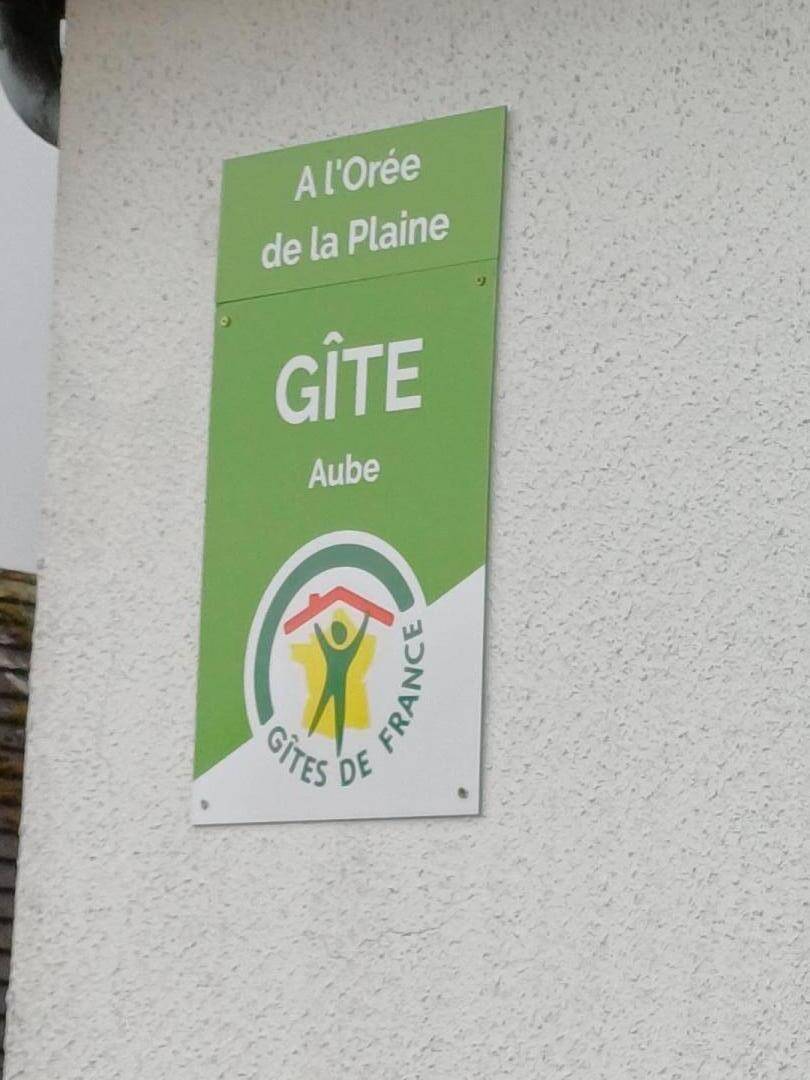 A l'Orée
de la Plaine
GÎTE
Aube
GÎTES DE FRANCE